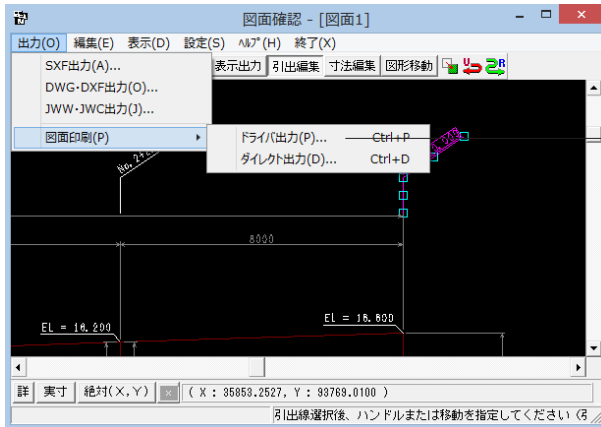 図面確認 - [図面1]
出力(O) 編集(E) 表示(D) 設定(S) ﾍﾙﾌﾟ(H) 終了(X)
SXF出力(A)...
DWG・DXF出力(O)...
JWW・JWC出力(J)...
図面印刷(P)
表示出力 引出編集 寸法編集 図形移動
ドライバ出力(P)... Ctrl+P
ダイレクト出力(D)... Ctrl+D
8000
EL = 16.200
EL = 16.600
詳 実寸 絶対(X,Y) × ( X : 35853.2527, Y : 93769.0100 )
引出線選択後、ハンドルまたは移動を指定してください